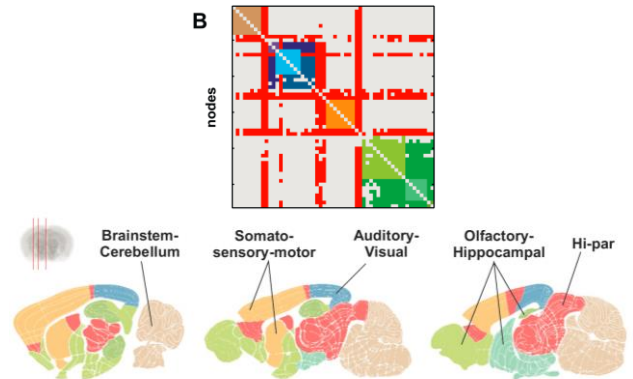 B
nodes
Brainstem-
Cerebellum
Somato-
sensory-motor
Auditory-
Visual
Olfactory-
Hippocampal
Hi-par